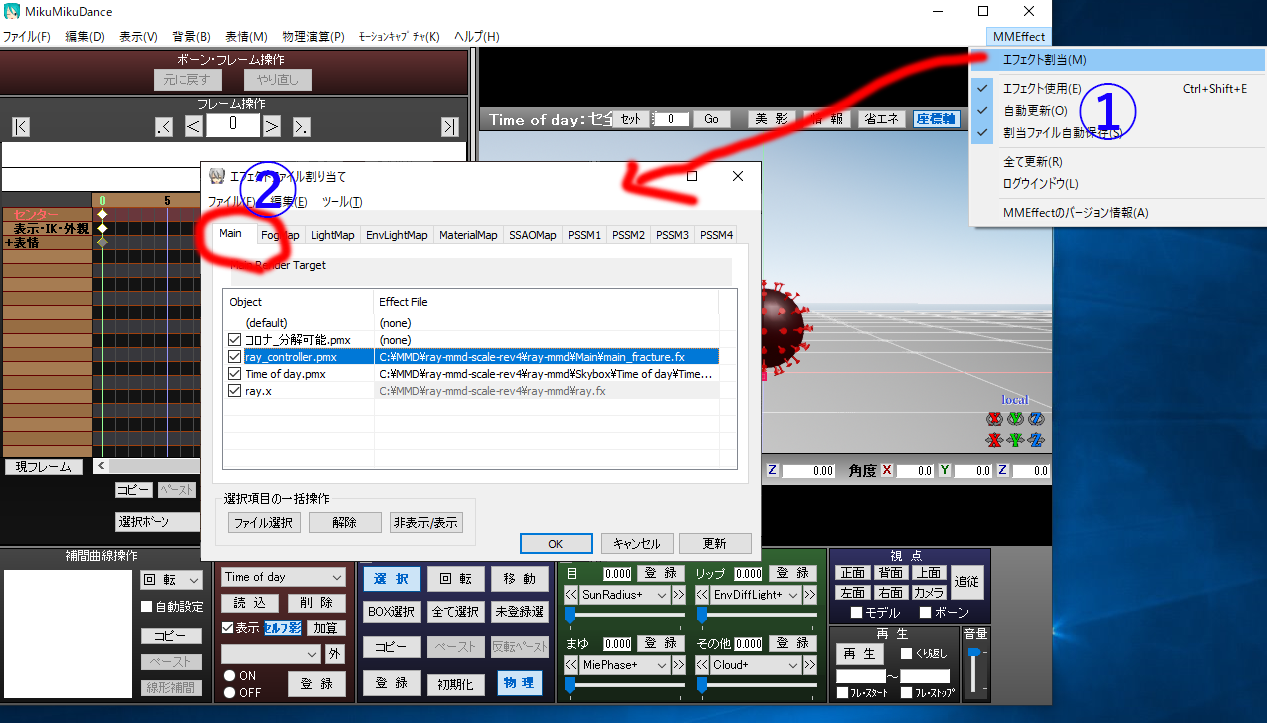 MikuMikuDance
ファイル(F) 編集(D) 表示(V) 背景(B) 表情(M) 物理演算(P) モーションキャプチャ(K) ヘルプ(H) MMEffect
エフェクト割当(M)
エフェクト使用(E) Ctrl+Shift+E
自動更新(O)
割当ファイル自動保存(S)
全て更新(R)
ログウインドウ(L)
MMEffectのバージョン情報(A)
①
ボーン・フレーム操作
元に戻す やり直し
フレーム操作
|< .< < 0 > >. >|
Time of day:セ全 セット 0 Go 美 影 情 報 省エネ 座標軸
0 5
センター
表示・IK・外観
+表情
②
エフェクトファイル割り当て
ファイル(F) 編集(E) ツール(T)
Main FogMap LightMap EnvLightMap MaterialMap SSAOMap PSSM1 PSSM2 PSSM3 PSSM4
Main Render Target
Object Effect File
(default) (none)
コロナ_分解可能.pmx (none)
ray_controller.pmx C:¥MMD¥ray-mmd-scale-rev4¥ray-mmd¥Main¥main_fracture.fx
Time of day.pmx C:¥MMD¥ray-mmd-scale-rev4¥ray-mmd¥Skybox¥Time of day¥Time...
ray.x C:¥MMD¥ray-mmd-scale-rev4¥ray-mmd¥ray.fx
選択項目の一括操作
ファイル選択 解除 非表示/表示
OK キャンセル 更新
local
X Y Z
X Y Z
Z 0.00 角度 X 0.0 Y 0.0 Z 0.0
現フレーム <
コピー ペースト
選択ボーン
補間曲線操作
回 転
自動設定
コピー
ペースト
線形補間
Time of day
読 込 削 除
表示 セルフ影 加算
外
ON
OFF
登 録
選 択 回 転 移 動
BOX選択 全て選択 未登録選
コピー ペースト 反転ペースト
登 録 初期化 物 理
目 0.000 登 録 リップ 0.000 登 録
<< SunRadius+ >> << EnvDiffLight+ >>
まゆ 0.000 登 録 その他 0.000 登 録
<< MiePhase+ >> << Cloud+ >>
視 点
正面 背面 上面 追従
左面 右面 カメラ
モデル ボーン
再 生 音量
再 生 くり返し
～
フレ・スタート フレ・ストップ